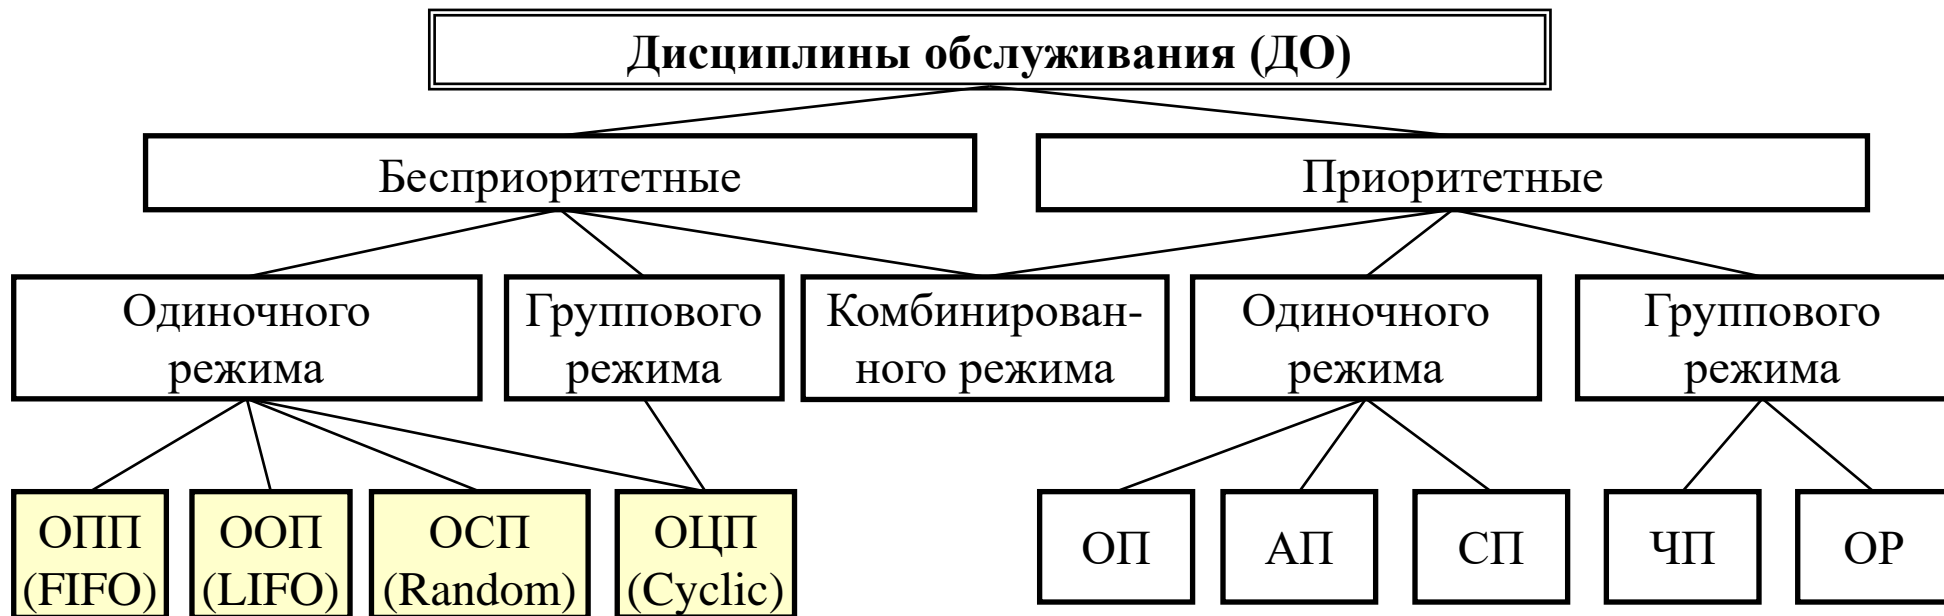 Дисциплины обслуживания (ДО)
Бесприоритетные
Приоритетные
Одиночного
режима
Группового
режима
Комбинирован-
ного режима
Одиночного
режима
Группового
режима
ОПП
(FIFO)
ООП
(LIFO)
ОСП
(Random)
ОЦП
(Cyclic)
ОП
АП
СП
ЧП
ОР